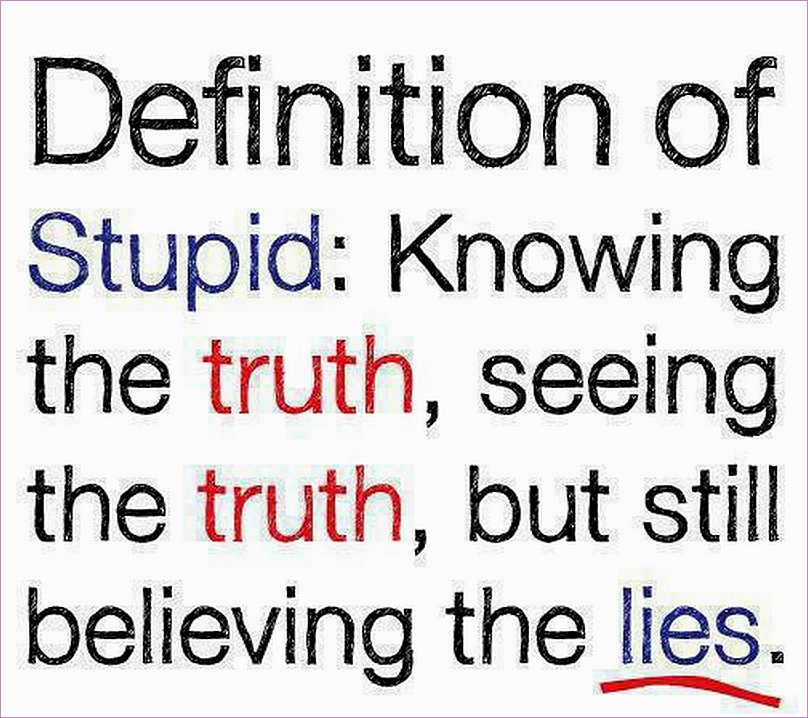 Definition of
Stupid: Knowing
the truth, seeing
the truth, but still
believing the lies.